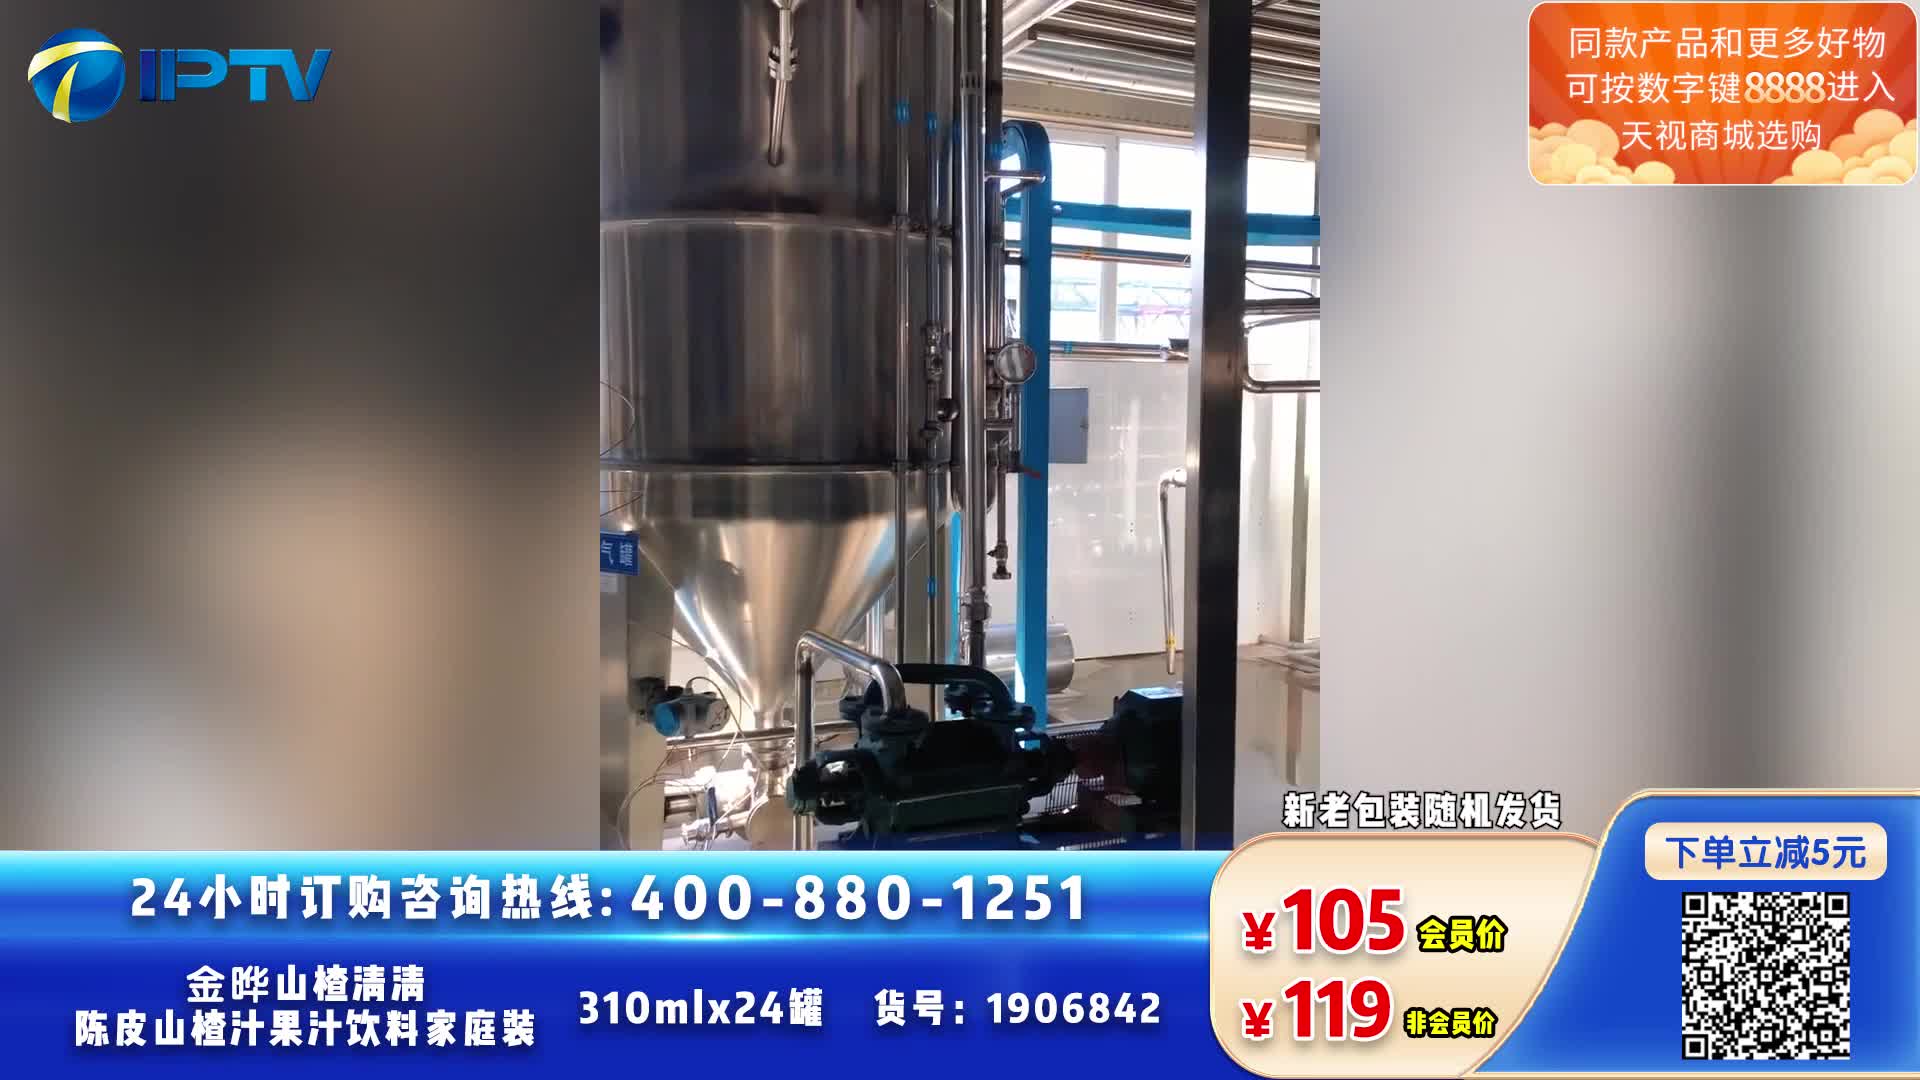 IPTV
同款产品和更多好物
可按数字键8888进入
天视商城选购
气罐
新老包装随机发货
下单立减5元
24小时订购咨询热线:400-880-1251
¥105 会员价
金晔山楂清清
陈皮山楂汁果汁饮料家庭装
310mlx24罐
货号：1906842
¥119 非会员价